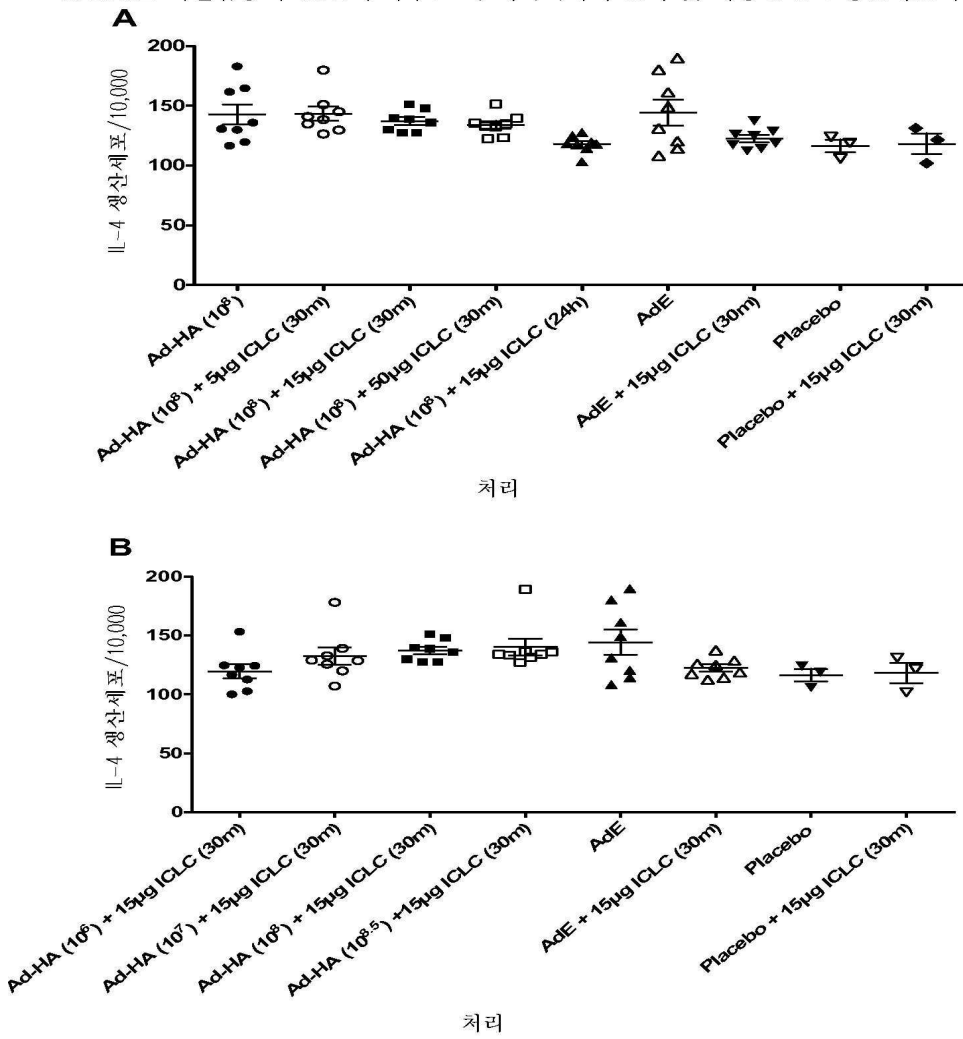 A
200
150
100
50
0
IL-4 생산세포/10,000
Ad-HA (10⁸)
Ad-HA (10⁸) + 5µg ICLC (30m)
Ad-HA (10⁸) + 15µg ICLC (30m)
Ad-HA (10⁸) + 50µg ICLC (30m)
Ad-HA (10⁸) + 15µg ICLC (24h)
AdE
AdE + 15µg ICLC (30m)
Placebo
Placebo + 15µg ICLC (30m)
처리
B
200
150
100
50
0
IL-4 생산세포/10,000
Ad-HA (10⁶) + 15µg ICLC (30m)
Ad-HA (10⁷) + 15µg ICLC (30m)
Ad-HA (10⁸) + 15µg ICLC (30m)
Ad-HA (10⁸·⁵) +15µg ICLC (30m)
AdE
AdE + 15µg ICLC (30m)
Placebo
Placebo + 15µg ICLC (30m)
처리